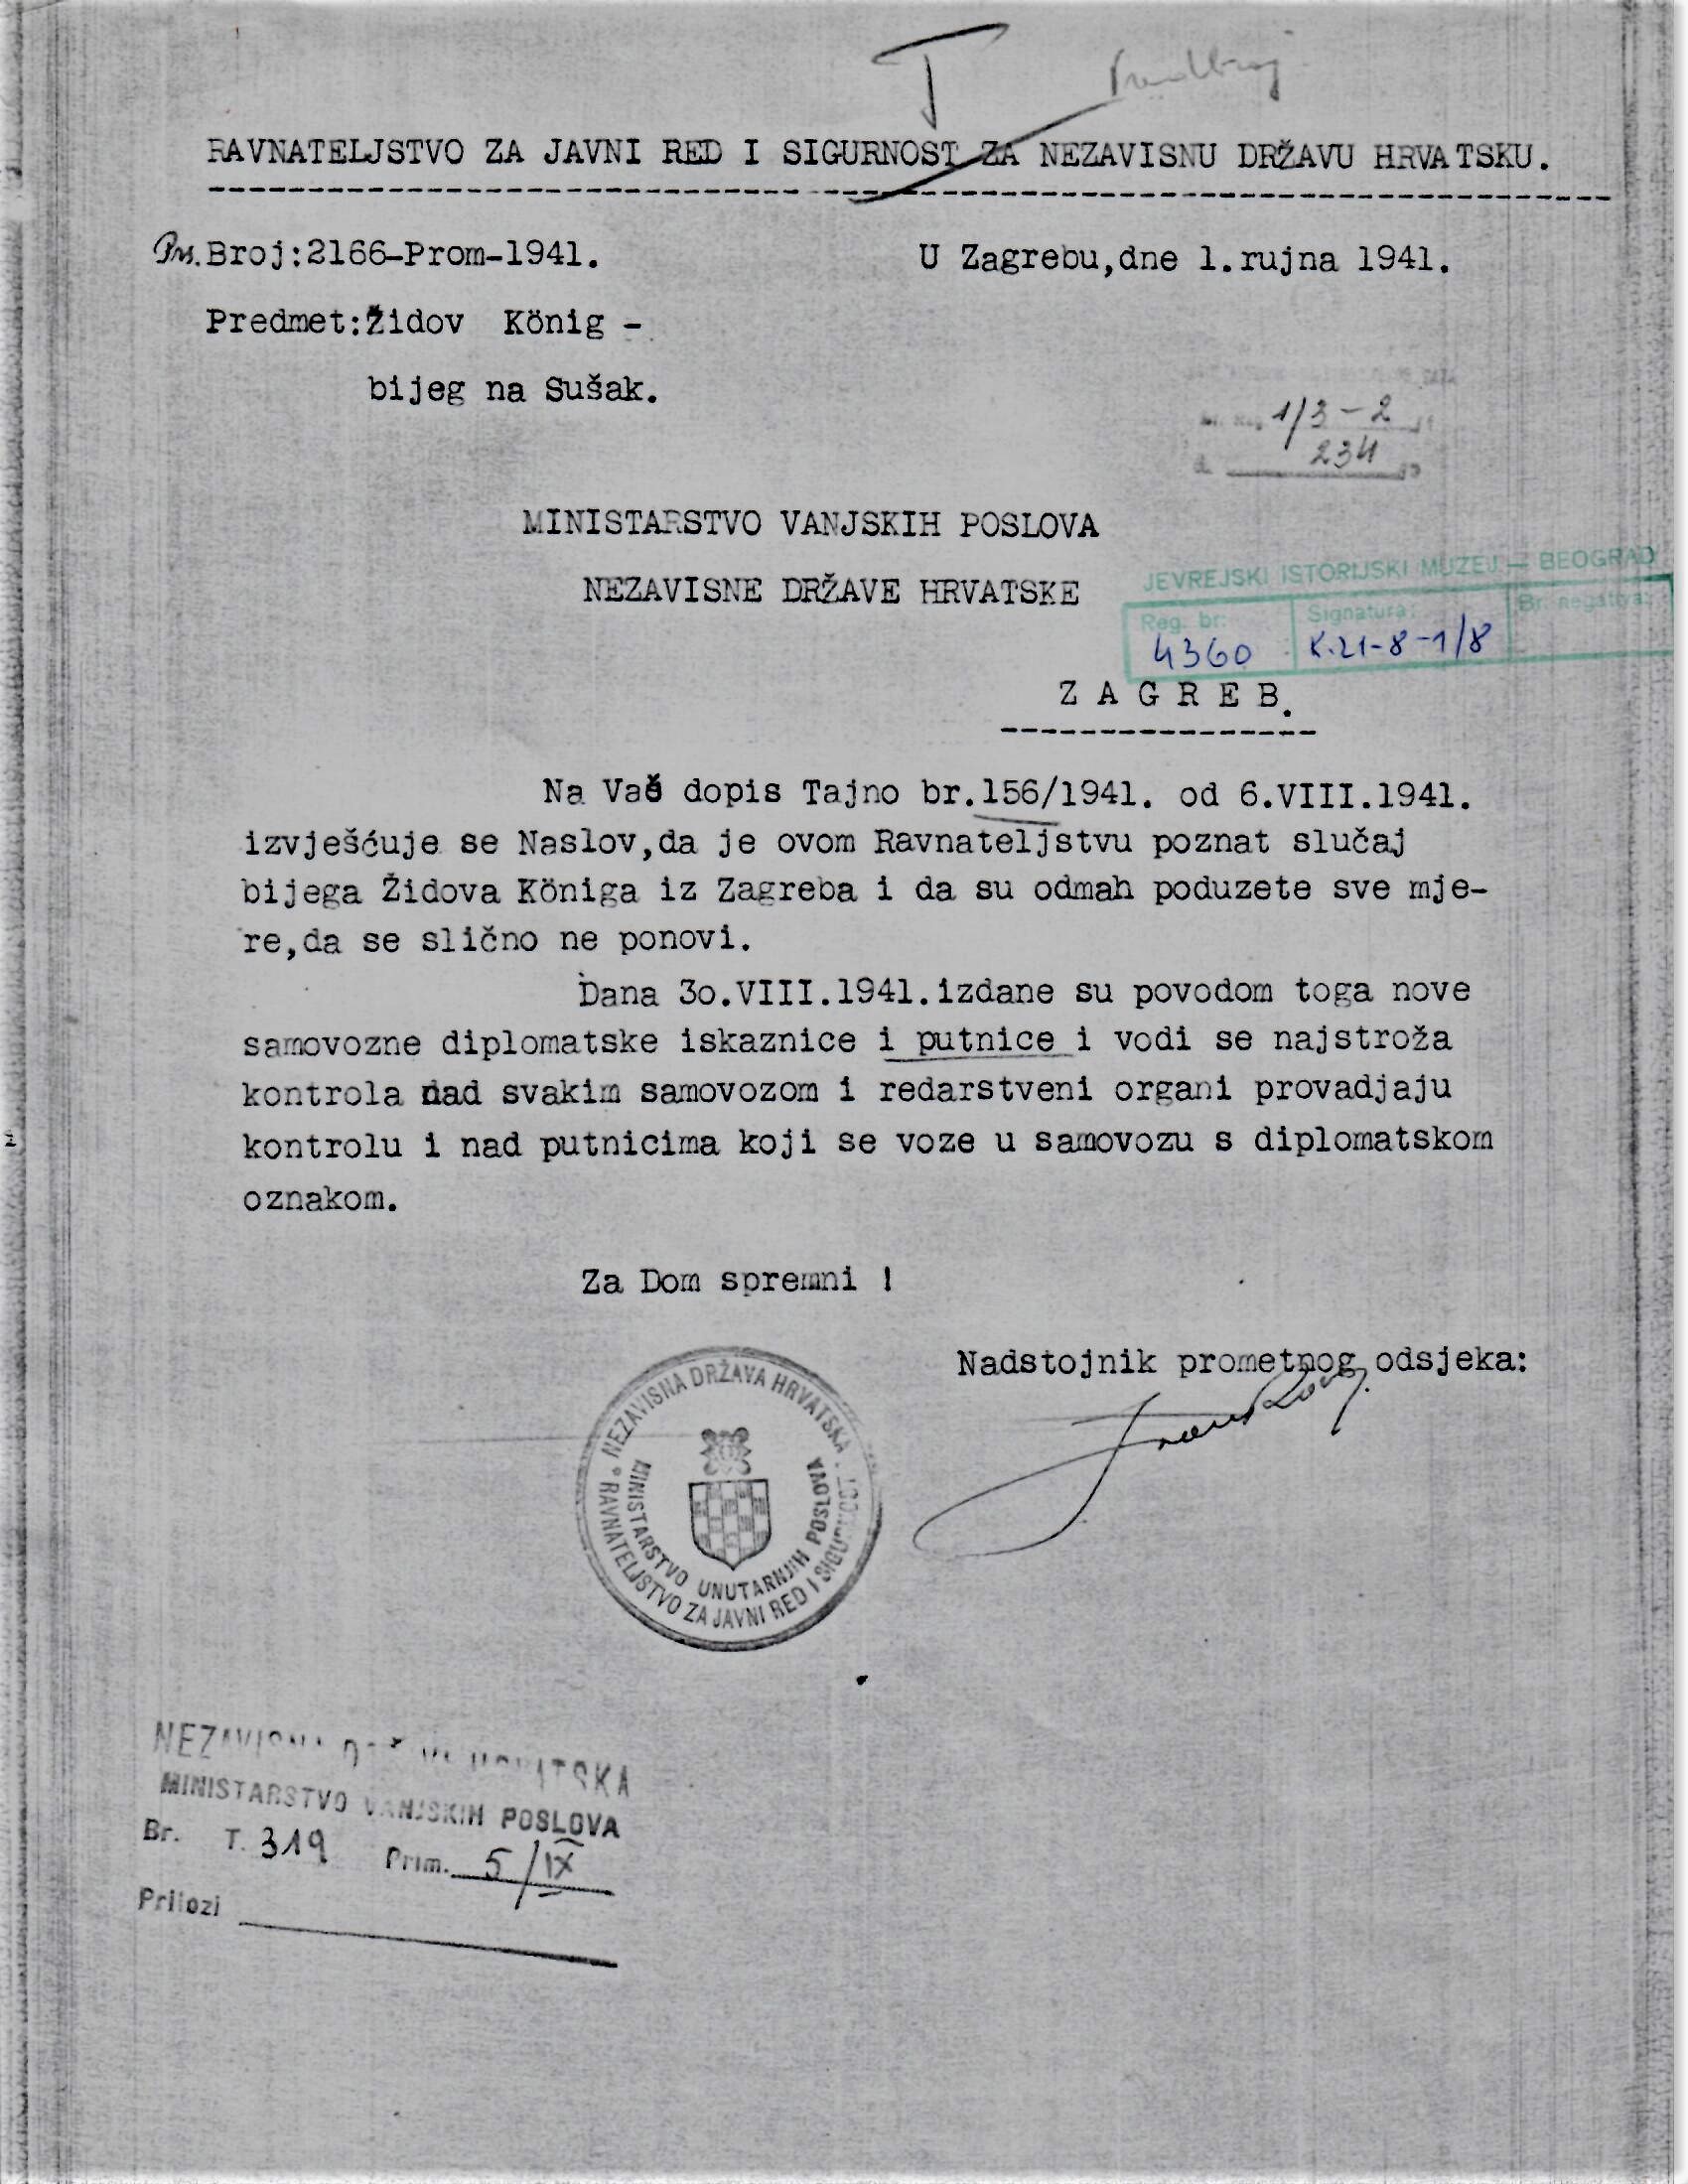 I
RAVNATELJSTVO ZA JAVNI RED I SIGURNOST ZA NEZAVISNU DRŽAVU HRVATSKU.
Broj:2166-Prom-1941.
U Zagrebu,dne 1.rujna 1941.
Predmet:Židov König -
bijeg na Sušak.
1/3-2
234
MINISTARSTVO VANJSKIH POSLOVA
NEZAVISNE DRŽAVE HRVATSKE
JEVREJSKI ISTORIJSKI MUZEJ — BEOGRAD
Reg. br: Signatura: Br. negativa:
4360 K.21-8-1/8
Z A G R E B.
Na Vaš dopis Tajno br.156/1941. od 6.VIII.1941.
izvješćuje se Naslov,da je ovom Ravnateljstvu poznat slučaj
bijega Židova Königa iz Zagreba i da su odmah poduzete sve mje-
re,da se slično ne ponovi.
Dana 3o.VIII.1941.izdane su povodom toga nove
samovozne diplomatske iskaznice i putnice i vodi se najstroža
kontrola nad svakim samovozom i redarstveni organi provadjaju
kontrolu i nad putnicima koji se voze u samovozu s diplomatskom
oznakom.
Za Dom spremni !
Nadstojnik prometnog odsjeka:
NEZAVISNA DRŽAVA HRVATSKA
RAVNATELJSTVO ZA JAVNI RED I SIGURNOST
MINISTARSTVO UNUTARNJIH POSLOVA
NEZAVISNA DRŽAVA HRVATSKA
MINISTARSTVO VANJSKIH POSLOVA
Br. T. 319 Prim. 5/IX
Prilozi